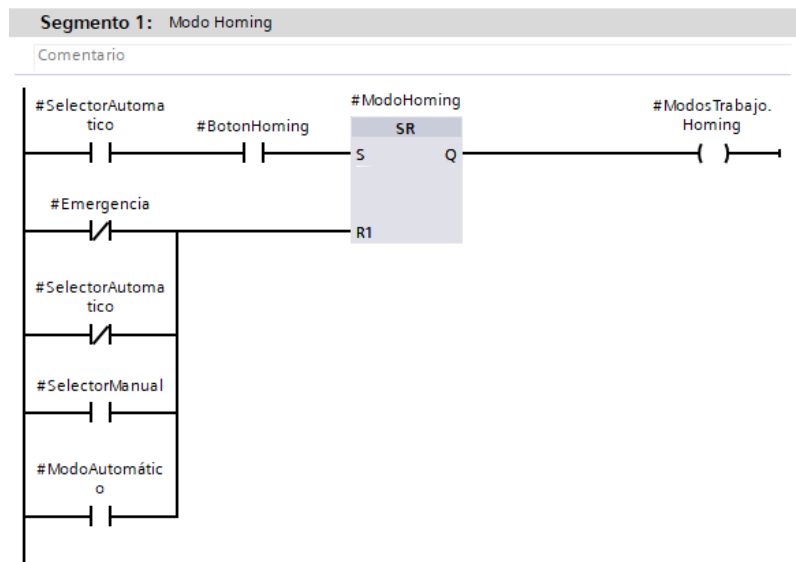 Segmento 1: Modo Homing
Comentario
#SelectorAutoma
tico
#BotonHoming
#ModoHoming
SR
S
Q
R1
#ModosTrabajo.
Homing
#Emergencia
#SelectorAutoma
tico
#SelectorManual
#ModoAutomátic
o